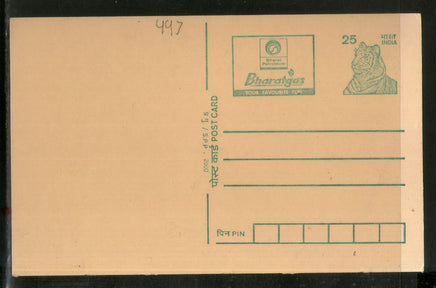 497
Bharat
Petroleum
Bharatgas
YOUR FAVOURITE FUEL
25 भारत
INDIA
पोस्ट कार्ड POST CARD
पिन PIN